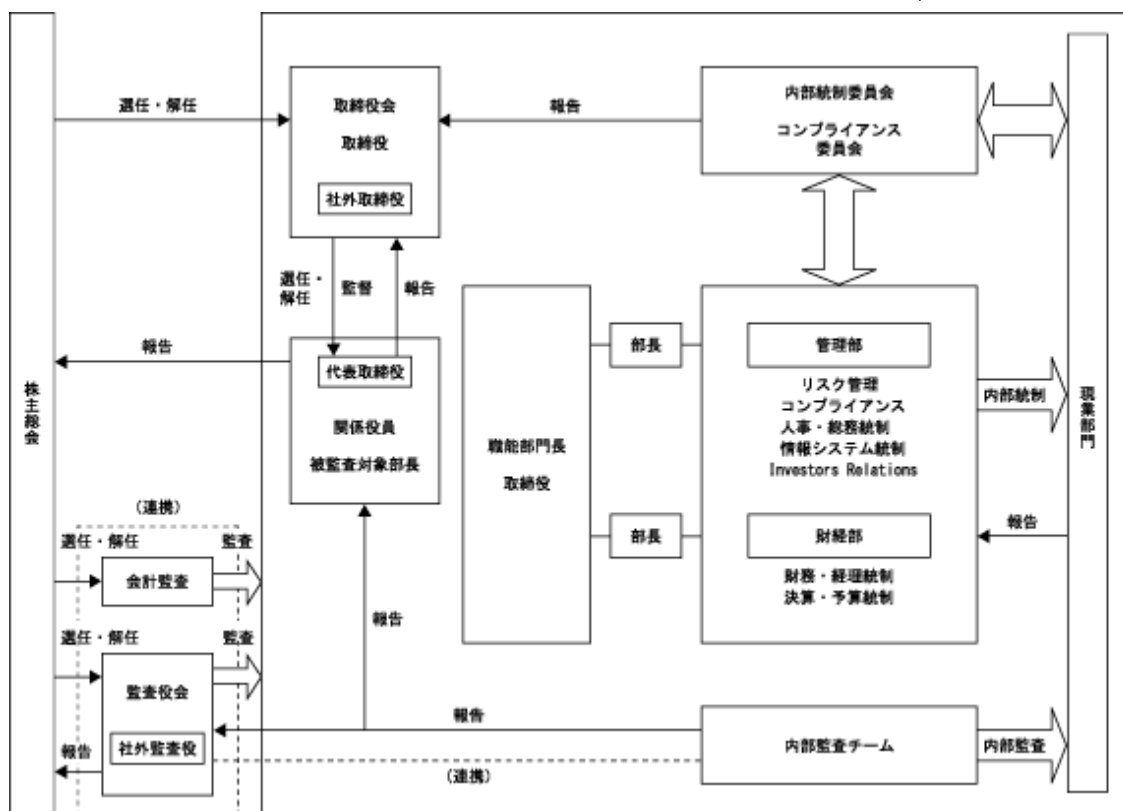 選任・解任
取締役会
取締役
社外取締役
報告
内部統制委員会
コンプライアンス
委員会
選任・
解任
監督
報告
報告
代表取締役
関係役員
被監査対象部長
職能部門長
取締役
部長
管理部
リスク管理
コンプライアンス
人事・総務統制
情報システム統制
Investors Relations
内部統制
株主総会
現業部門
部長
財経部
財務・経理統制
決算・予算統制
報告
(連携)
選任・解任
監査
会計監査
報告
選任・解任
監査
監査役会
社外監査役
報告
報告
内部監査チーム
内部監査
(連携)